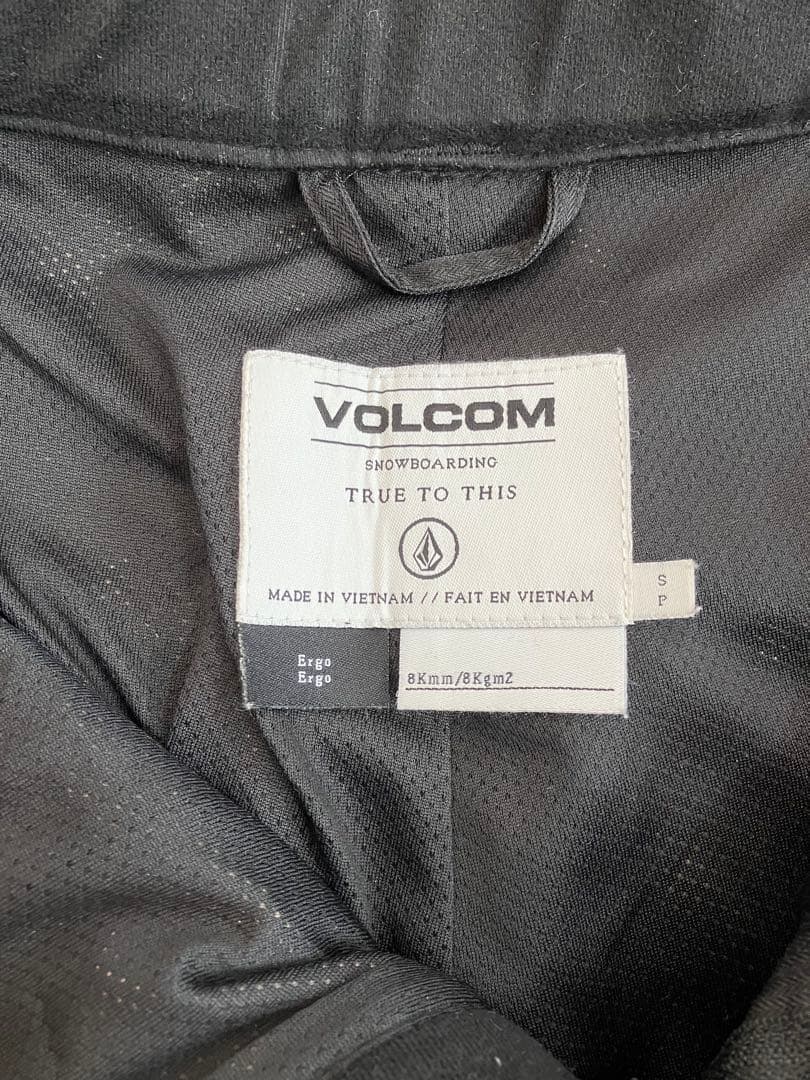 VOLCOM
SNOWBOARDING
TRUE TO THIS
MADE IN VIETNAM // FAIT EN VIETNAM
S
P
Ergo
Ergo
8Kmm/8Kgm2